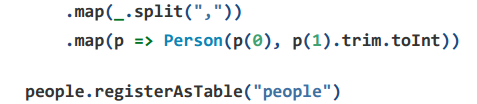 .map(_.split(","))
.map(p => Person(p(0), p(1).trim.toInt))
people.registerAsTable("people")